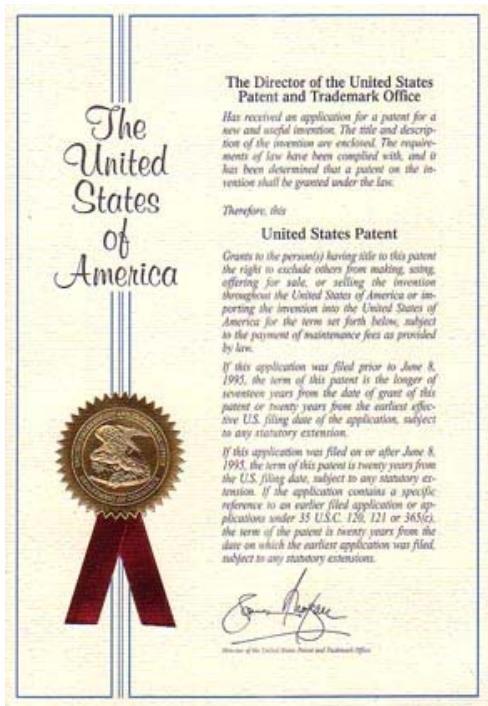 The
United
States
of
America
The Director of the United States
Patent and Trademark Office
Has received an application for a patent for a
new and useful invention. The title and descrip-
tion of the invention are enclosed. The require-
ments of law have been complied with, and it
has been determined that a patent on the in-
vention shall be granted under the law.
Therefore, this
United States Patent
Grants to the person(s) having title to this patent
the right to exclude others from making, using,
offering for sale, or selling the invention
throughout the United States of America or im-
porting the invention into the United States of
America for the term set forth below, subject
to the payment of maintenance fees as provided
by law.
If this application was filed prior to June 8,
1995, the term of this patent is the longer of
seventeen years from the date of grant of this
patent or twenty years from the earliest effec-
tive U.S. filing date of the application, subject
to any statutory extension.
If this application was filed on or after June 8,
1995, the term of this patent is twenty years from
the U.S. filing date, subject to any statutory ex-
tension. If the application contains a specific
reference to an earlier filed application or ap-
plications under 35 U.S.C. 120, 121 or 365(c),
the term of the patent is twenty years from the
date on which the earliest application was filed,
subject to any statutory extensions.
Director of the United States Patent and Trademark Office